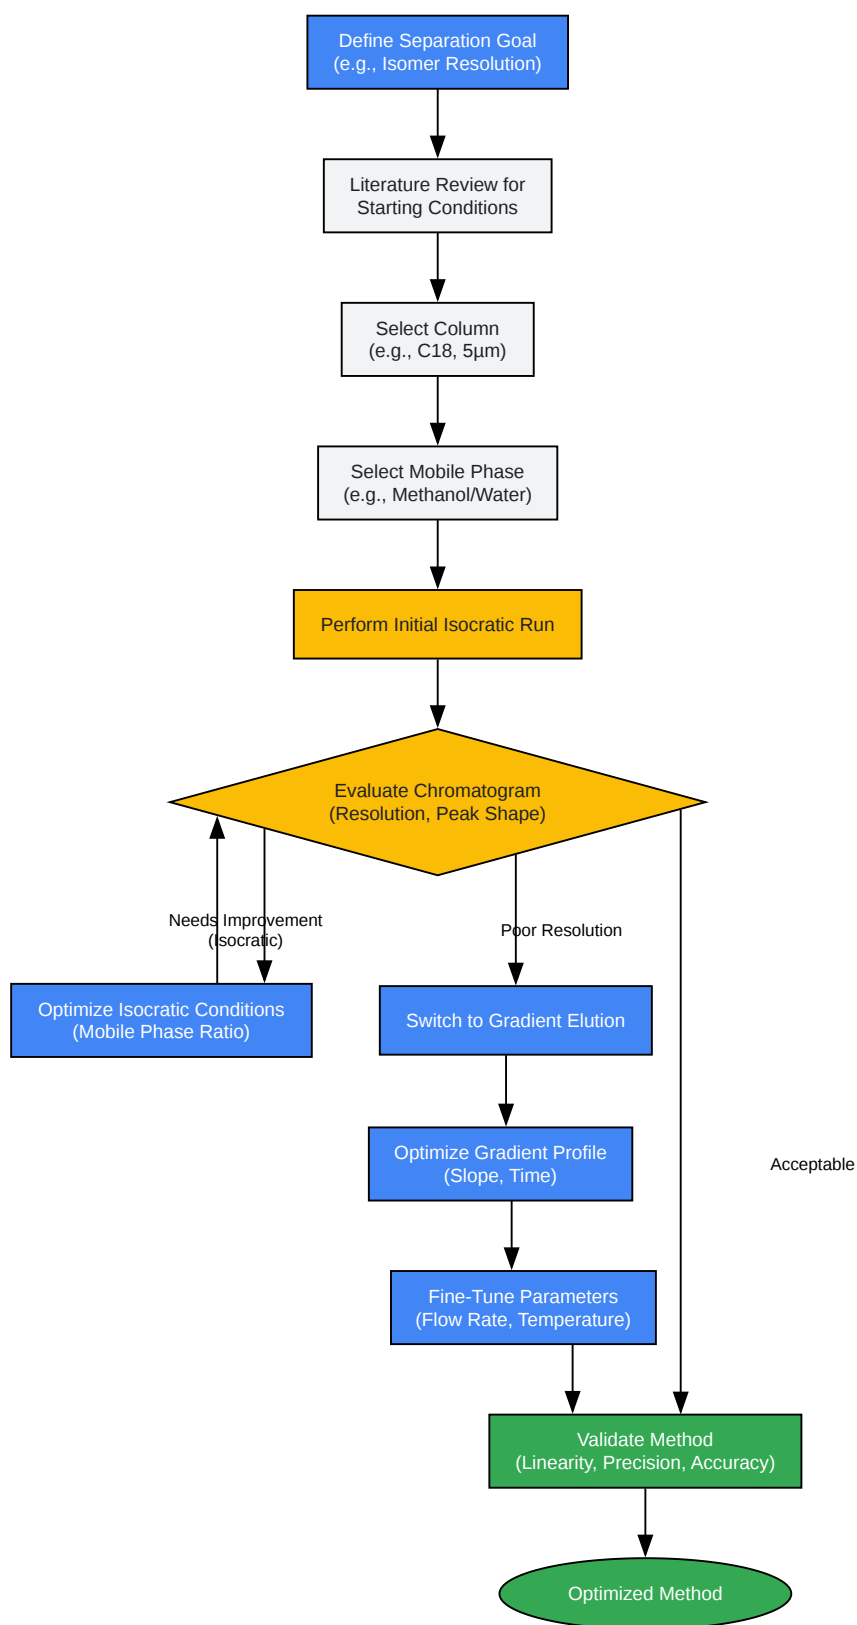 Define Separation Goal
(e.g., Isomer Resolution)
Literature Review for
Starting Conditions
Select Column
(e.g., C18, 5µm)
Select Mobile Phase
(e.g., Methanol/Water)
Perform Initial Isocratic Run
Evaluate Chromatogram
(Resolution, Peak Shape)
Needs Improvement
(Isocratic)
Poor Resolution
Optimize Isocratic Conditions
(Mobile Phase Ratio)
Switch to Gradient Elution
Optimize Gradient Profile
(Slope, Time)
Acceptable
Fine-Tune Parameters
(Flow Rate, Temperature)
Validate Method
(Linearity, Precision, Accuracy)
Optimized Method